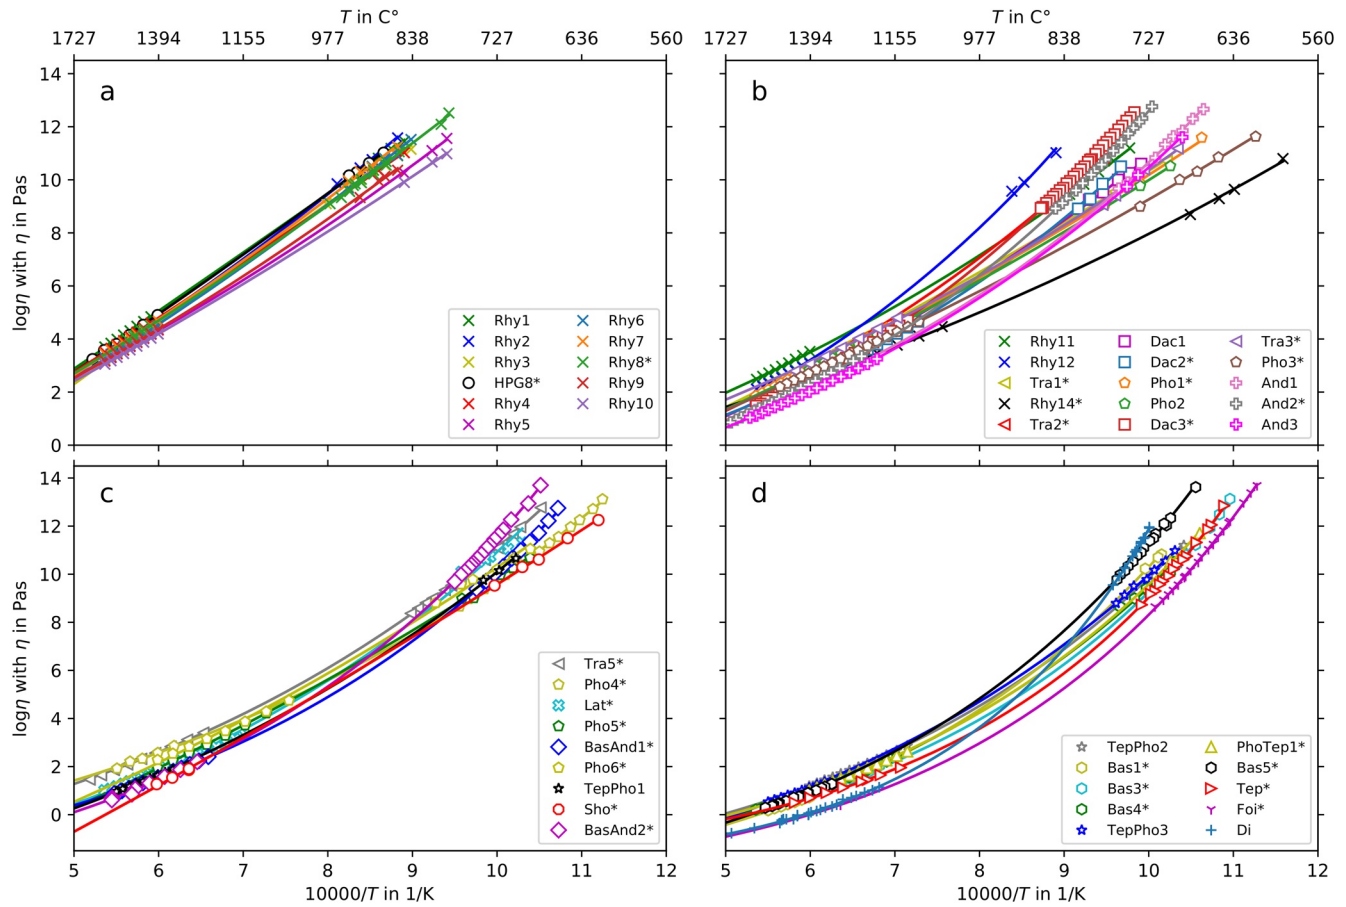 T in C°
T in C°
1727 1394 1155 977 838 727 636 560
1727 1394 1155 977 838 727 636 560
a
b
14
12
10
8
6
4
2
0
logη with η in Pas
Rhy1 Rhy6
Rhy2 Rhy7
Rhy3 Rhy8*
HPG8* Rhy9
Rhy4 Rhy10
Rhy5
Rhy11 Dac1 Tra3*
Rhy12 Dac2* Pho3*
Tra1* Pho1* And1
Rhy14* Pho2 And2*
Tra2* Dac3* And3
c
d
14
12
10
8
6
4
2
0
logη with η in Pas
Tra5*
Pho4*
Lat*
Pho5*
BasAnd1*
Pho6*
TepPho1
Sho*
BasAnd2*
TepPho2 PhoTep1*
Bas1* Bas5*
Bas3* Tep*
Bas4* Foi*
TepPho3 Di
5 6 7 8 9 10 11 12
5 6 7 8 9 10 11 12
10000/T in 1/K
10000/T in 1/K